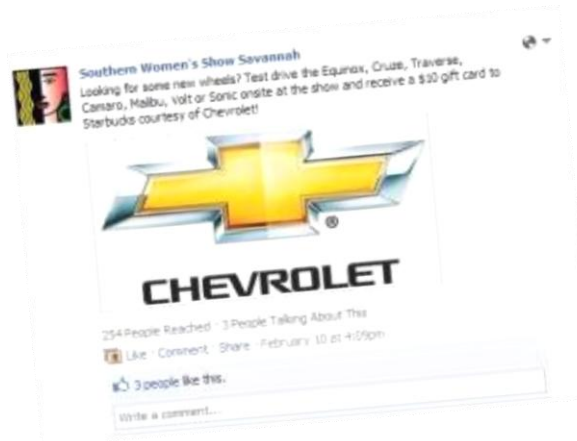 Southern Women's Show Savannah
Looking for some new wheels? Test drive the Equinox, Cruze, Traverse,
Camaro, Malibu, Volt or Sonic onsite at the show and receive a $10 gift card to
Starbucks courtesy of Chevrolet!
®
CHEVROLET
254 People Reached · 3 People Talking About This
Like · Comment · Share · February 10 at 4:09pm
3 people like this.
Write a comment...